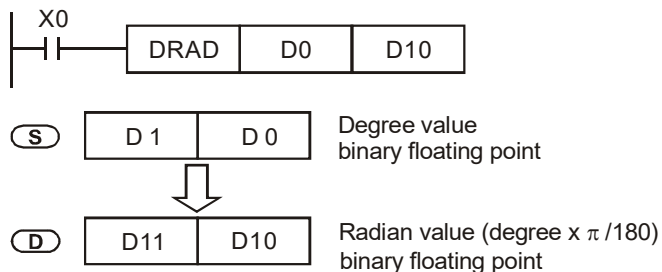 X0
DRAD D0 D10
S D 1 D 0 Degree value
binary floating point
D D11 D10 Radian value (degree x π /180)
binary floating point